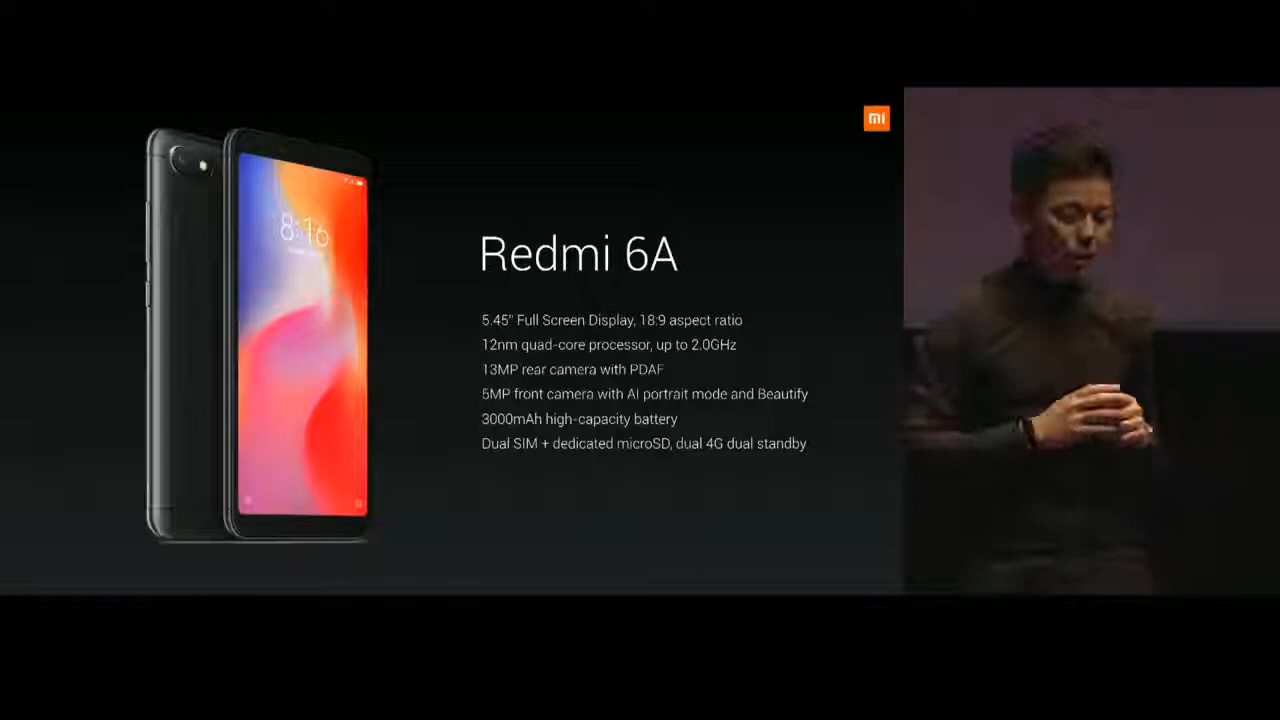 mi
8:16
Redmi 6A
5.45" Full Screen Display, 18:9 aspect ratio
12nm quad-core processor, up to 2.0GHz
13MP rear camera with PDAF
5MP front camera with AI portrait mode and Beautify
3000mAh high-capacity battery
Dual SIM + dedicated microSD, dual 4G dual standby